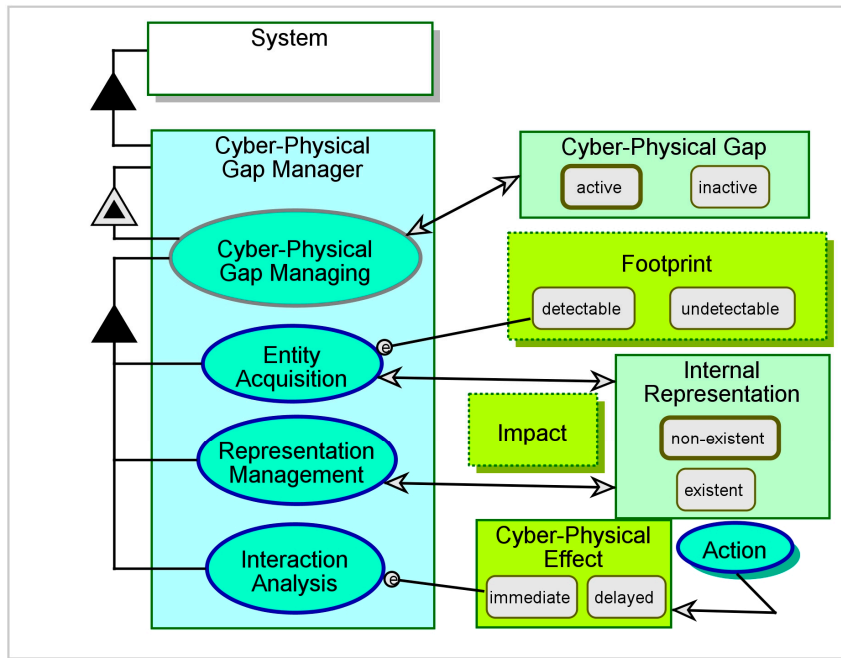 System
Cyber-Physical
Gap Manager
Cyber-Physical
Gap Managing
Entity
Acquisition
Representation
Management
Interaction
Analysis
Cyber-Physical Gap
active
inactive
Footprint
detectable
undetectable
e
Internal
Representation
non-existent
existent
Impact
Cyber-Physical
Effect
immediate
delayed
e
Action